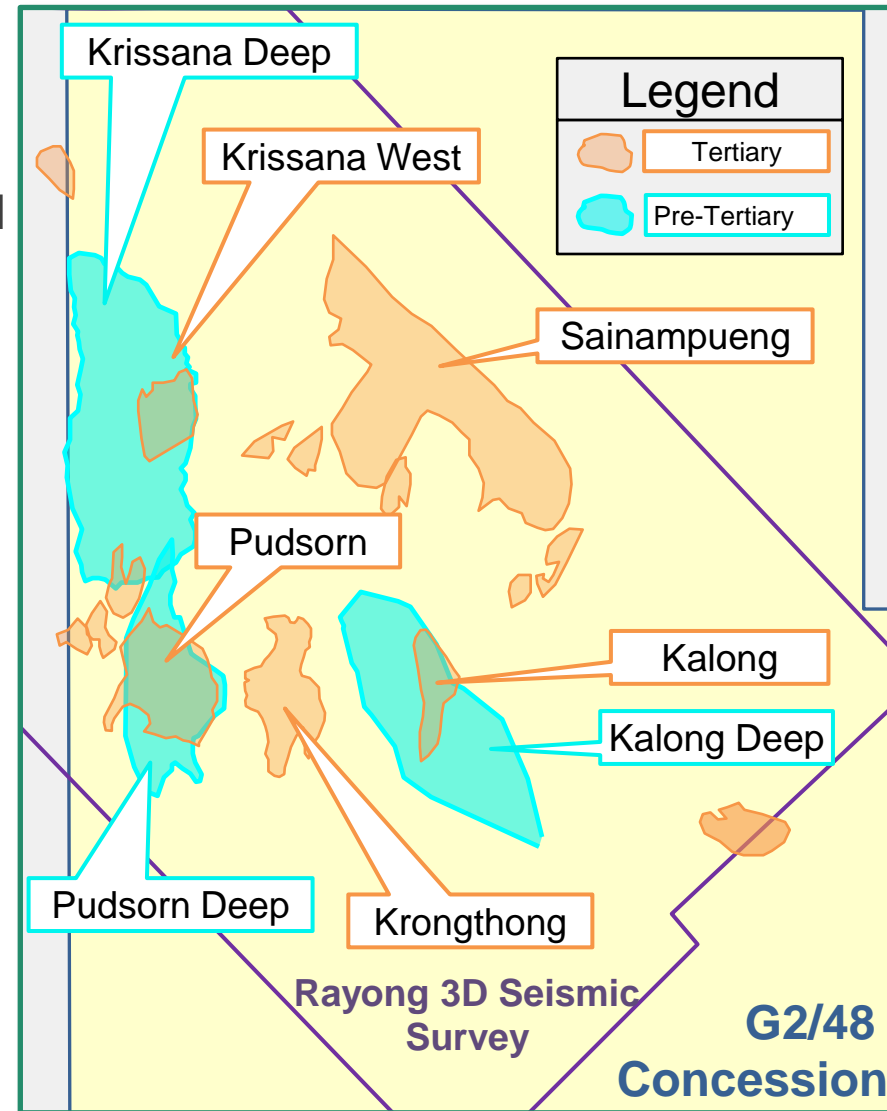 Krissana Deep
Legend
Tertiary
Pre-Tertiary
Krissana West
Sainampueng
Pudsorn
Kalong
Kalong Deep
Pudsorn Deep
Krongthong
Rayong 3D Seismic
Survey
G2/48
Concession